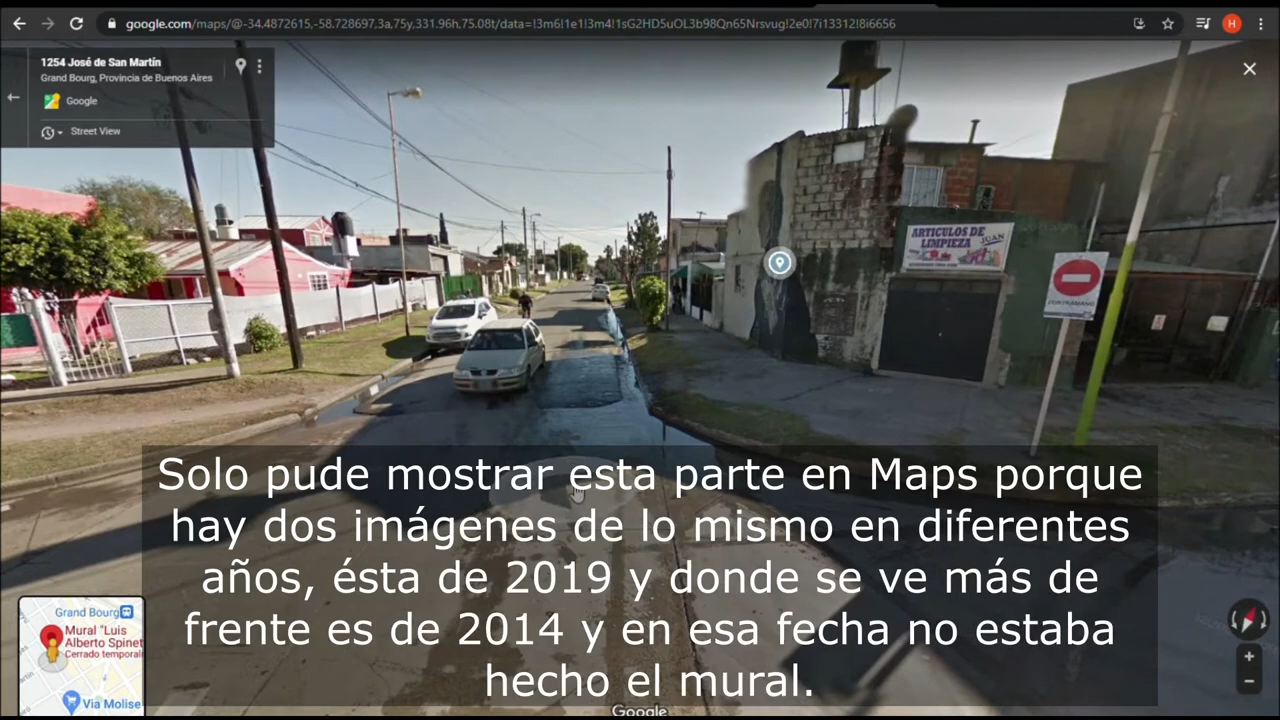 google.com/maps/@-34.4872615,-58.728697,3a,75y,331.96h,75.08t/data=!3m6!1e1!3m4!1sG2HD5uOL3b98Qn65Nrsvug!2e0!7i13312!8i6656
H
1254 José de San Martín
Grand Bourg, Provincia de Buenos Aires
Google
Street View
ARTICULOS DE
LIMPIEZA JUAN
CONTRAMANO
Solo pude mostrar esta parte en Maps porque
hay dos imágenes de lo mismo en diferentes
años, ésta de 2019 y donde se ve más de
frente es de 2014 y en esa fecha no estaba
hecho el mural.
Grand Bourg
Mural "Luis
Alberto Spinet
Cerrado temporal
Via Molise
Google